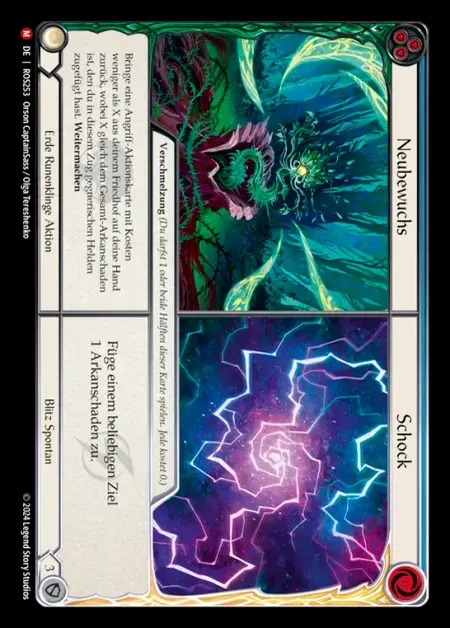 Neubewuchs
Schock
Verschmelzung (Du darfst 1 oder beide Hälften dieser Karte spielen. Jede kostet 0.)
Bringe eine Angriff-Aktionskarte mit Kosten
weniger als X aus deinem Friedhof auf deine Hand
zurück, wobei X gleich dem Gesamt-Arkanschaden
ist, den du in diesem Zug gegnerischen Helden
zugefügt hast. Weitermachen
Füge einem beliebigen Ziel
1 Arkanschaden zu.
Erde Runenklinge Aktion
Blitz Spontan
3
M DE | ROS253 Orson CaptainSass / Olga Tereshenko
© 2024 Legend Story Studios